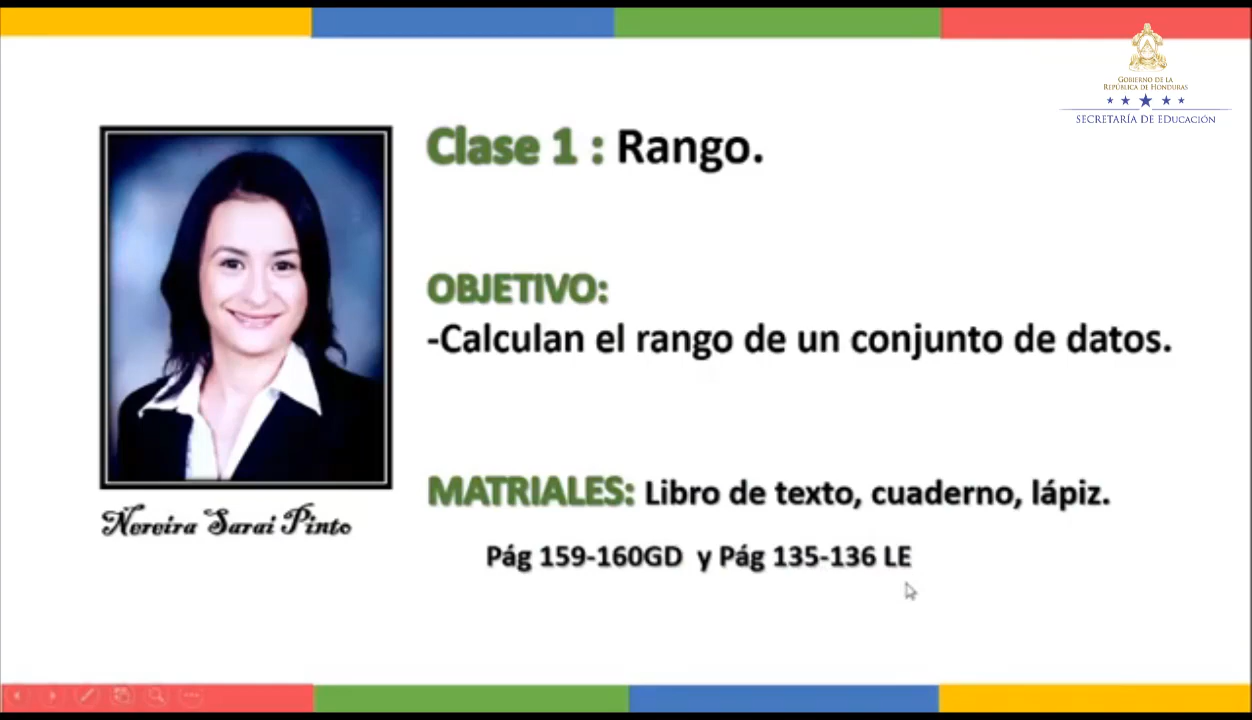 GOBIERNO DE LA
REPÚBLICA DE HONDURAS
SECRETARÍA DE EDUCACIÓN
Clase 1 : Rango.
OBJETIVO:
-Calculan el rango de un conjunto de datos.
MATRIALES: Libro de texto, cuaderno, lápiz.
Pág 159-160GD y Pág 135-136 LE
Nereira Sarai Pinto